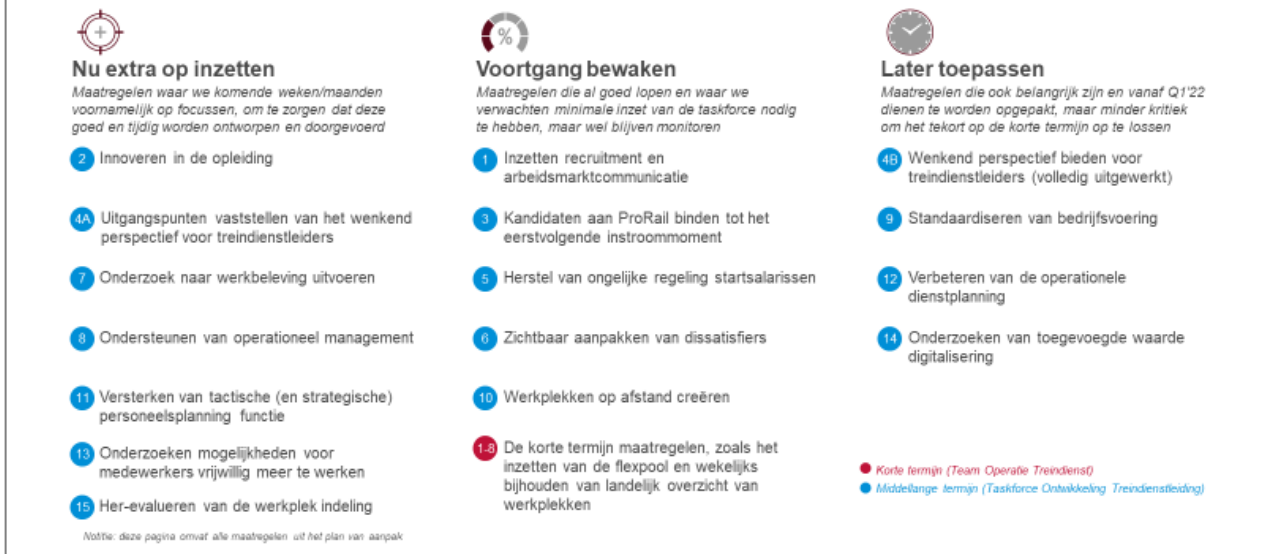 %
Nu extra op inzetten
Maatregelen waar we komende weken/maanden
voornamelijk op focussen, om te zorgen dat deze
goed en tijdig worden ontworpen en doorgevoerd
2 Innoveren in de opleiding
4A Uitgangspunten vaststellen van het wenkend
perspectief voor treindienstleiders
7 Onderzoek naar werkbeleving uitvoeren
8 Ondersteunen van operationeel management
11 Versterken van tactische (en strategische)
personeelsplanning functie
13 Onderzoeken mogelijkheden voor
medewerkers vrijwillig meer te werken
15 Her-evalueren van de werkplek indeling
Notitie: deze pagina omvat alle maatregelen uit het plan van aanpak
Voortgang bewaken
Maatregelen die al goed lopen en waar we
verwachten minimale inzet van de taskforce nodig
te hebben, maar wel blijven monitoren
1 Inzetten recruitment en
arbeidsmarktcommunicatie
3 Kandidaten aan ProRail binden tot het
eerstvolgende instroommoment
5 Herstel van ongelijke regeling startsalarissen
6 Zichtbaar aanpakken van dissatisfiers
10 Werkplekken op afstand creëren
1-8 De korte termijn maatregelen, zoals het
inzetten van de flexpool en wekelijks
bijhouden van landelijk overzicht van
werkplekken
Later toepassen
Maatregelen die ook belangrijk zijn en vanaf Q1'22
dienen te worden opgepakt, maar minder kritiek
om het tekort op de korte termijn op te lossen
4B Wenkend perspectief bieden voor
treindienstleiders (volledig uitgewerkt)
9 Standaardiseren van bedrijfsvoering
12 Verbeteren van de operationele
dienstplanning
14 Onderzoeken van toegevoegde waarde
digitalisering
Korte termijn (Team Operatie Treindienst)
Middellange termijn (Taskforce Ontwikkeling Treindienstleiding)